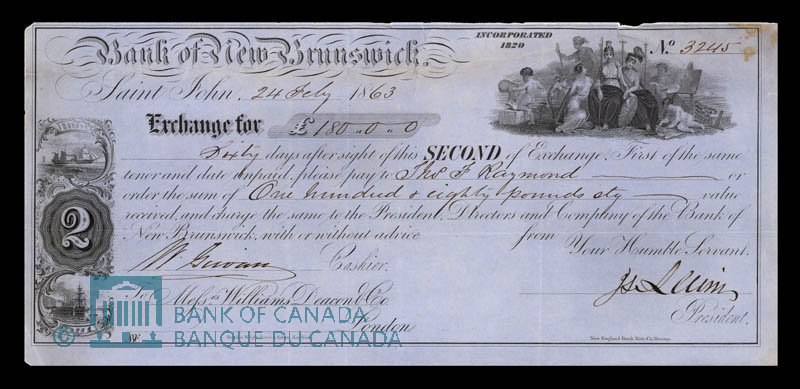 Bank of New Brunswick.
INCORPORATED
1820
No 3245
Saint John, 24 Feby 1863
Exchange for £180 „0 „0
Sixty days after sight of this SECOND of Exchange, First of the same
tenor and date unpaid, please pay to Thos F Raymond or
order the sum of One hundred & eighty pounds stg value
received, and charge the same to the President, Directors and Company of the Bank of
New Brunswick, with or without advice from
Your Humble Servant.
2
Cashier.
To Messrs Williams Deacon & Co.
London
President.
New England Bank Note Co. Boston.
© BANK OF CANADA
BANQUE DU CANADA